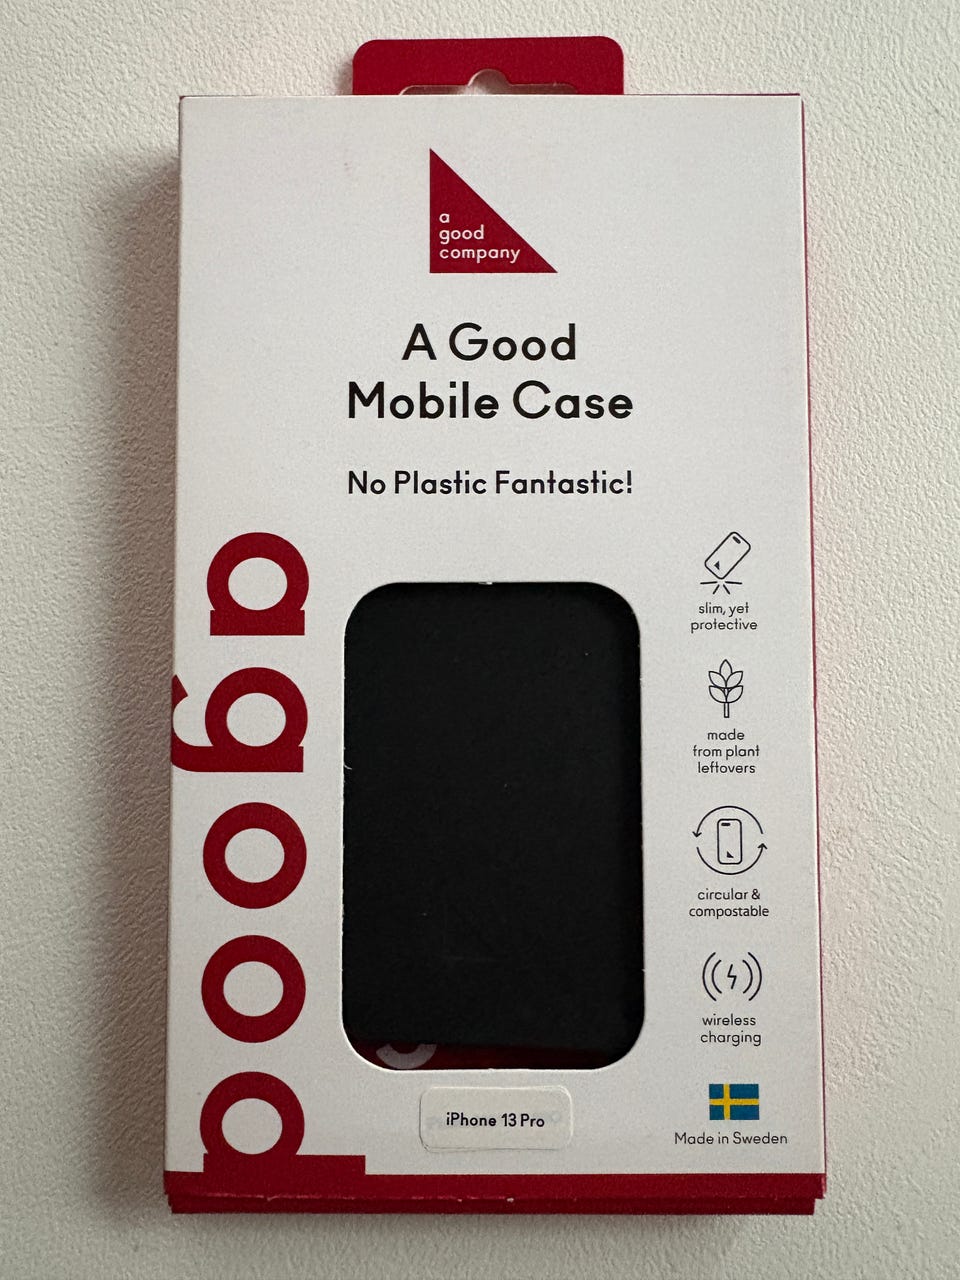 a
good
company
A Good
Mobile Case
No Plastic Fantastic!
agood
slim, yet
protective
made
from plant
leftovers
circular &
compostable
wireless
charging
iPhone 13 Pro
Made in Sweden